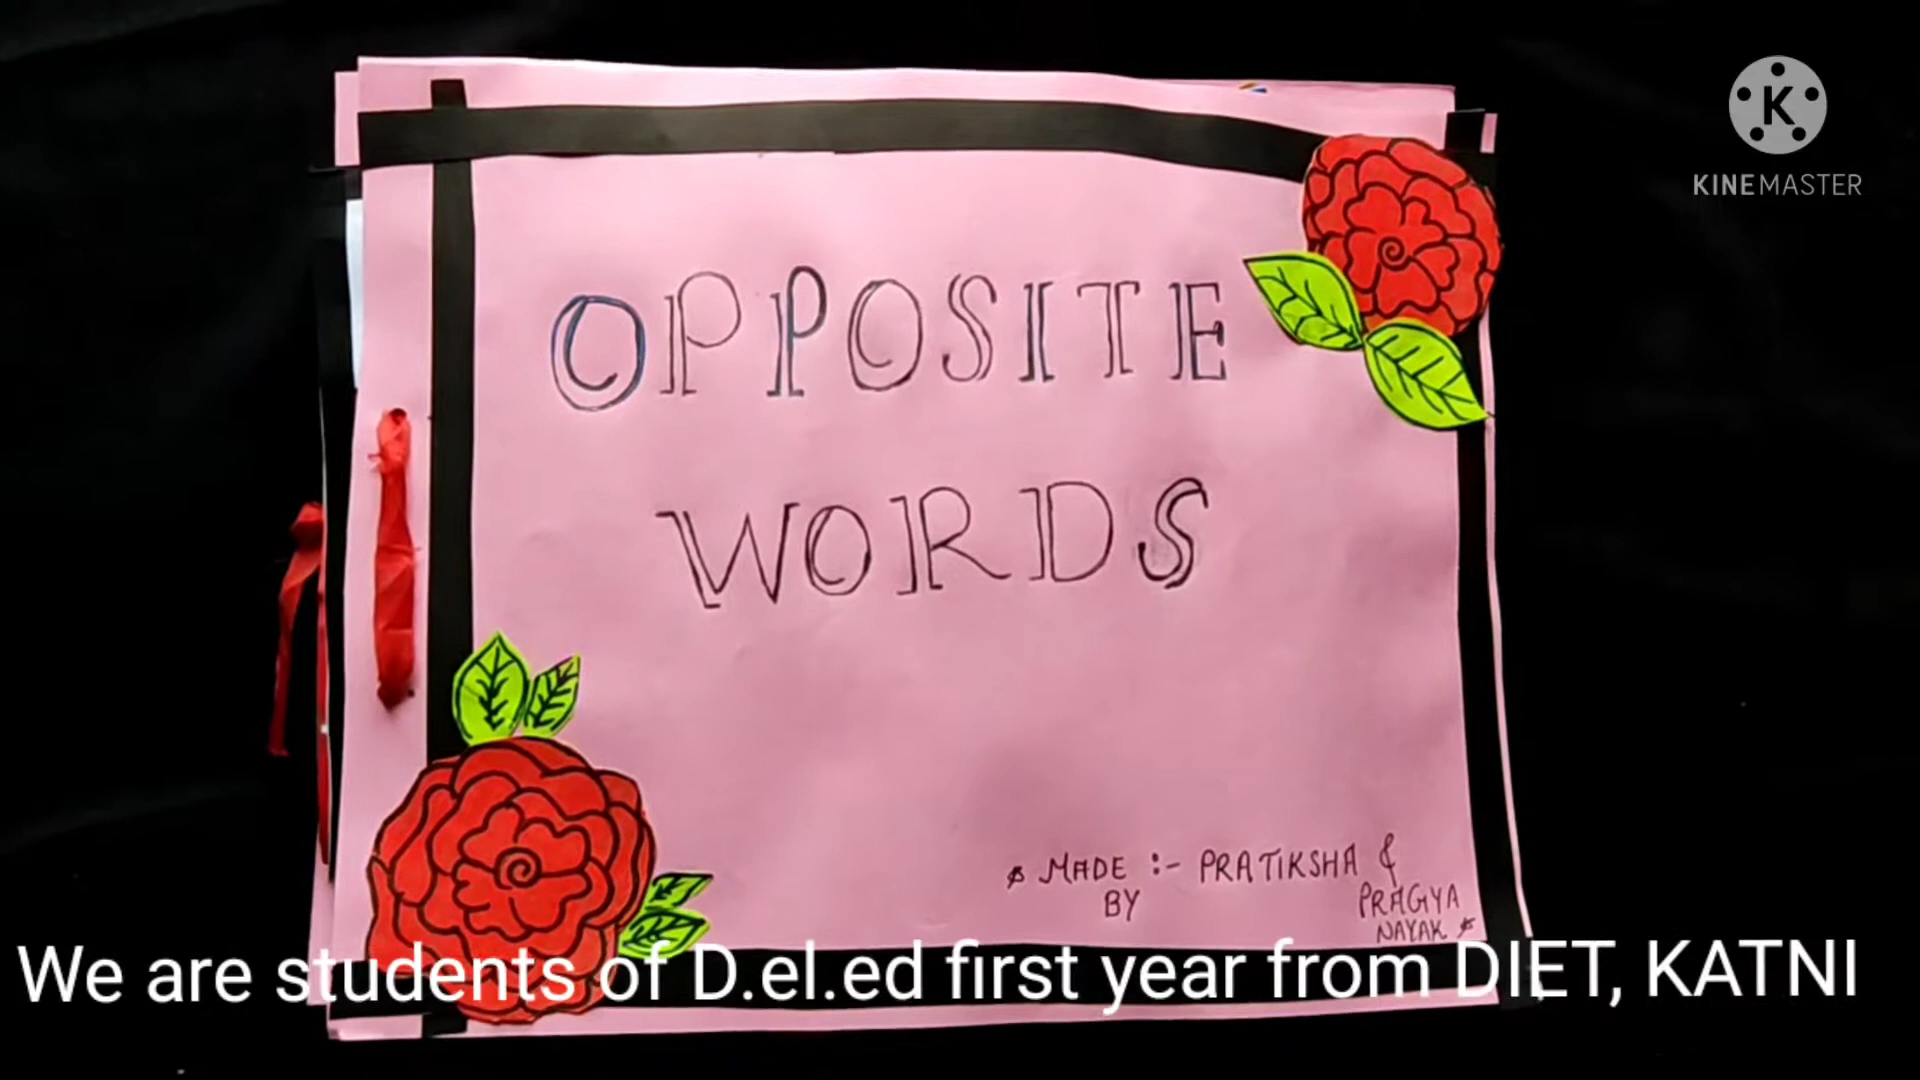 K
KINEMASTER
OPPOSITE
WORDS
MADE :- PRATIKSHA &
BY
PRAGYA
NAYAK
We are students of D.el.ed first year from DIET, KATNI